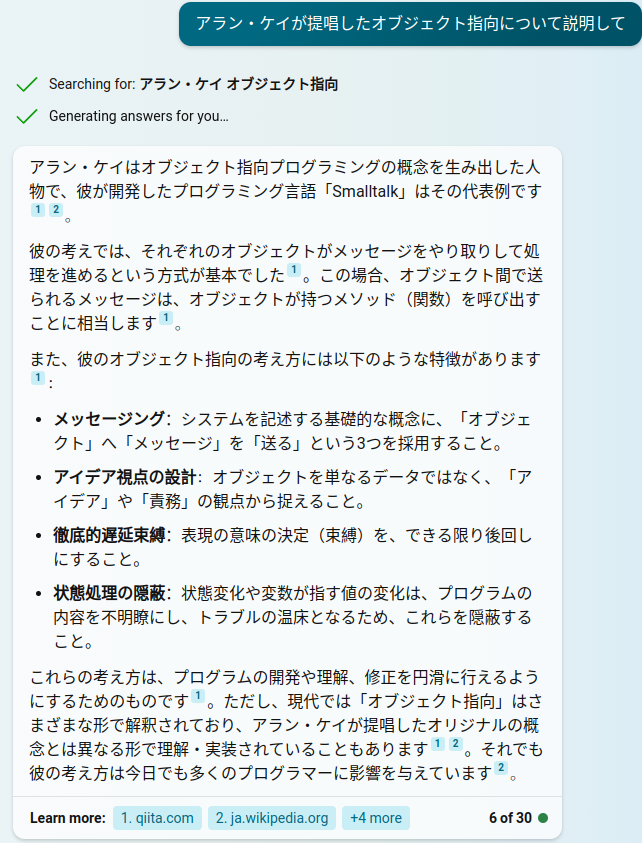 アラン・ケイが提唱したオブジェクト指向について説明して
Searching for: アラン・ケイ オブジェクト指向
Generating answers for you…
アラン・ケイはオブジェクト指向プログラミングの概念を生み出した人
物で、彼が開発したプログラミング言語「Smalltalk」はその代表例です
1 2 。
彼の考えでは、それぞれのオブジェクトがメッセージをやり取りして処
理を進めるという方式が基本でした 1 。この場合、オブジェクト間で送
られるメッセージは、オブジェクトが持つメソッド（関数）を呼び出す
ことに相当します 1 。
また、彼のオブジェクト指向の考え方には以下のような特徴があります
1 :
• メッセージング: システムを記述する基礎的な概念に、「オブジェ
クト」へ「メッセージ」を「送る」という3つを採用すること。
• アイデア視点の設計: オブジェクトを単なるデータではなく、「ア
イデア」や「責務」の観点から捉えること。
• 徹底的遅延束縛: 表現の意味の決定（束縛）を、できる限り後回し
にすること。
• 状態処理の隠蔽: 状態変化や変数が指す値の変化は、プログラムの
内容を不明瞭にし、トラブルの温床となるため、これらを隠蔽する
こと。
これらの考え方は、プログラムの開発や理解、修正を円滑に行えるよう
にするためのものです 1 。ただし、現代では「オブジェクト指向」はさ
まざまな形で解釈されており、アラン・ケイが提唱したオリジナルの概
念とは異なる形で理解・実装されていることもあります 1 2 。それでも
彼の考え方は今日でも多くのプログラマーに影響を与えています 2 。
Learn more: 1. qiita.com 2. ja.wikipedia.org +4 more 6 of 30